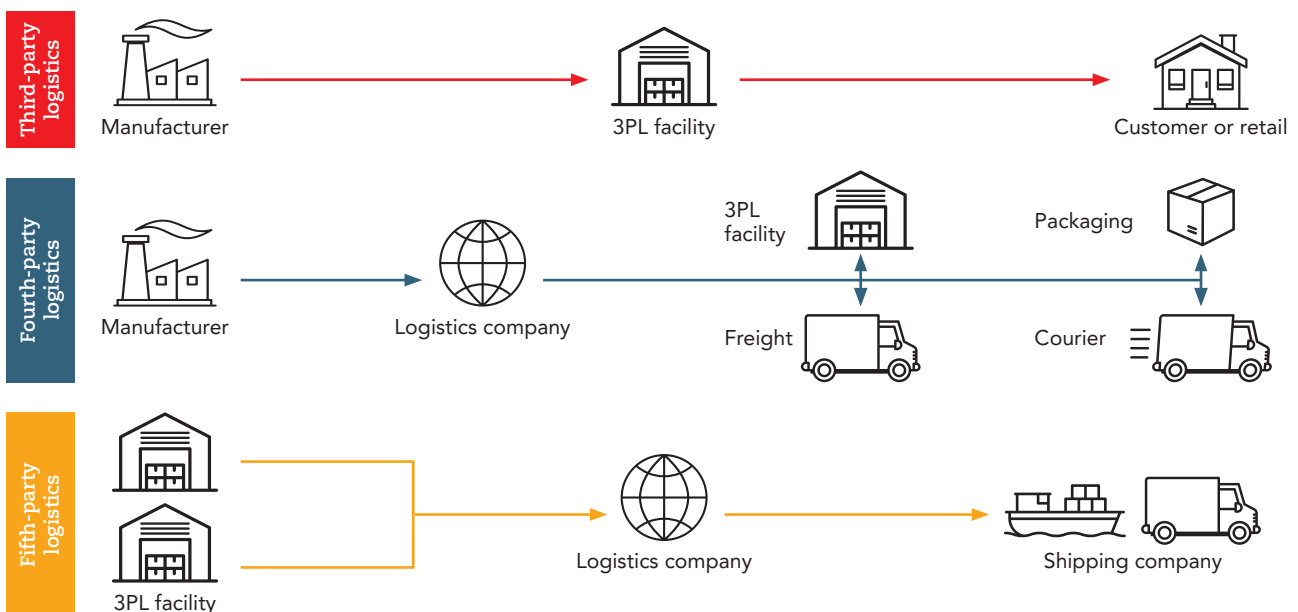 Third-party
logistics
Manufacturer
3PL facility
Customer or retail
Fourth-party
logistics
Manufacturer
Logistics company
3PL
facility
Packaging
Freight
Courier
Fifth-party
logistics
3PL facility
Logistics company
Shipping company